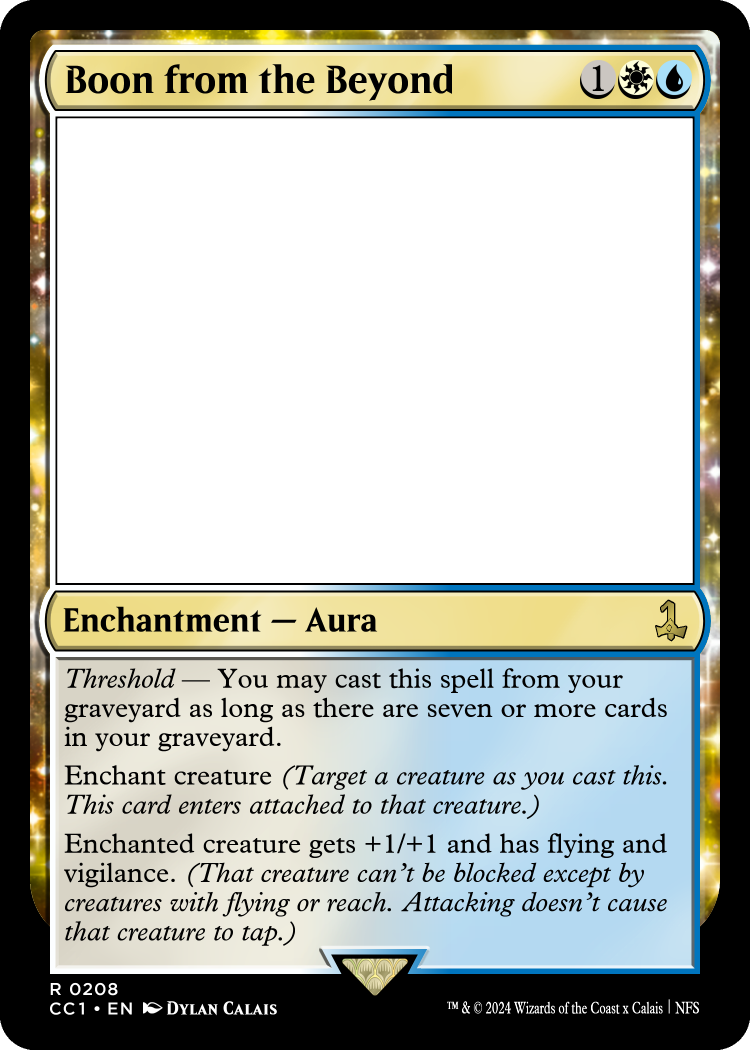 Boon from the Beyond 1
Enchantment — Aura
Threshold — You may cast this spell from your
graveyard as long as there are seven or more cards
in your graveyard.
Enchant creature (Target a creature as you cast this.
This card enters attached to that creature.)
Enchanted creature gets +1/+1 and has flying and
vigilance. (That creature can't be blocked except by
creatures with flying or reach. Attacking doesn't cause
that creature to tap.)
R 0208
CC1 • EN DYLAN CALAIS
™ & © 2024 Wizards of the Coast x Calais | NFS